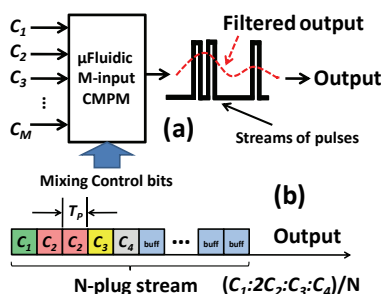 C1
C2
C3
⋮
CM
µFluidic
M-input
CMPM
(a)
Filtered output
Output
Streams of pulses
Mixing Control bits
(b)
TP
C1 C2 C2 C3 C4 buff ... buff buff
Output
N-plug stream
(C1:2C2:C3:C4)/N